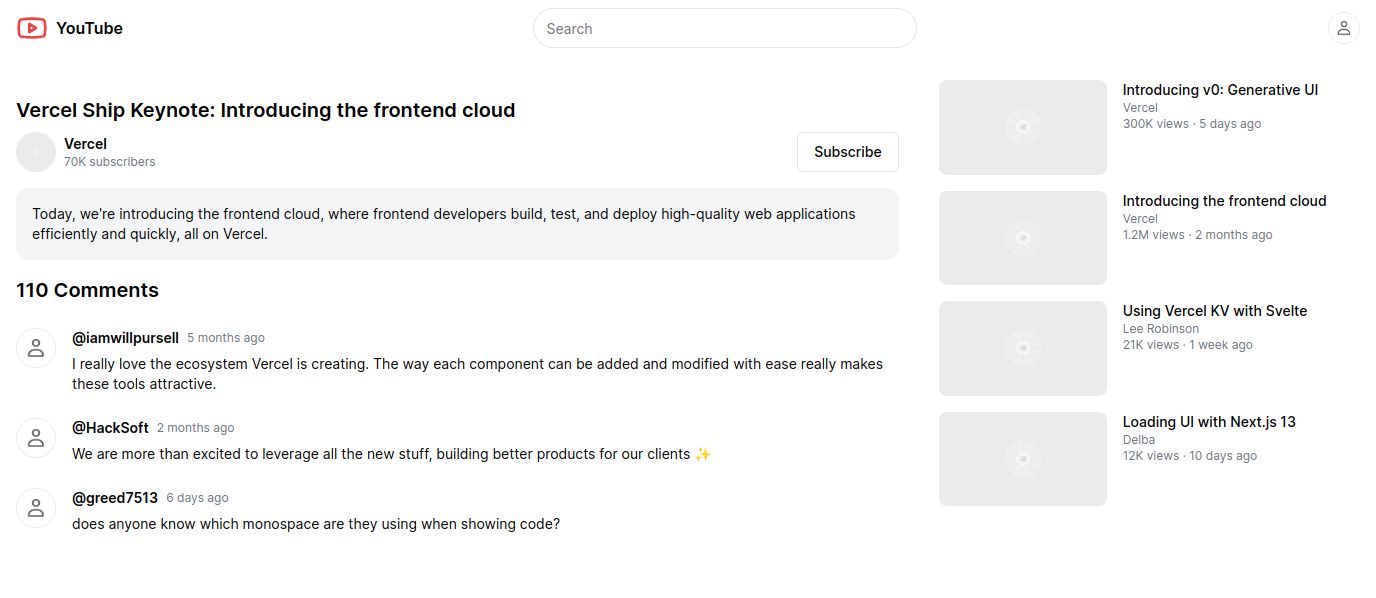 YouTube
Search
Vercel Ship Keynote: Introducing the frontend cloud
Vercel
70K subscribers
Subscribe
Today, we're introducing the frontend cloud, where frontend developers build, test, and deploy high-quality web applications
efficiently and quickly, all on Vercel.
110 Comments
@iamwillpursell 5 months ago
I really love the ecosystem Vercel is creating. The way each component can be added and modified with ease really makes
these tools attractive.
@HackSoft 2 months ago
We are more than excited to leverage all the new stuff, building better products for our clients ✨
@greed7513 6 days ago
does anyone know which monospace are they using when showing code?
Introducing v0: Generative UI
Vercel
300K views · 5 days ago
Introducing the frontend cloud
Vercel
1.2M views · 2 months ago
Using Vercel KV with Svelte
Lee Robinson
21K views · 1 week ago
Loading UI with Next.js 13
Delba
12K views · 10 days ago